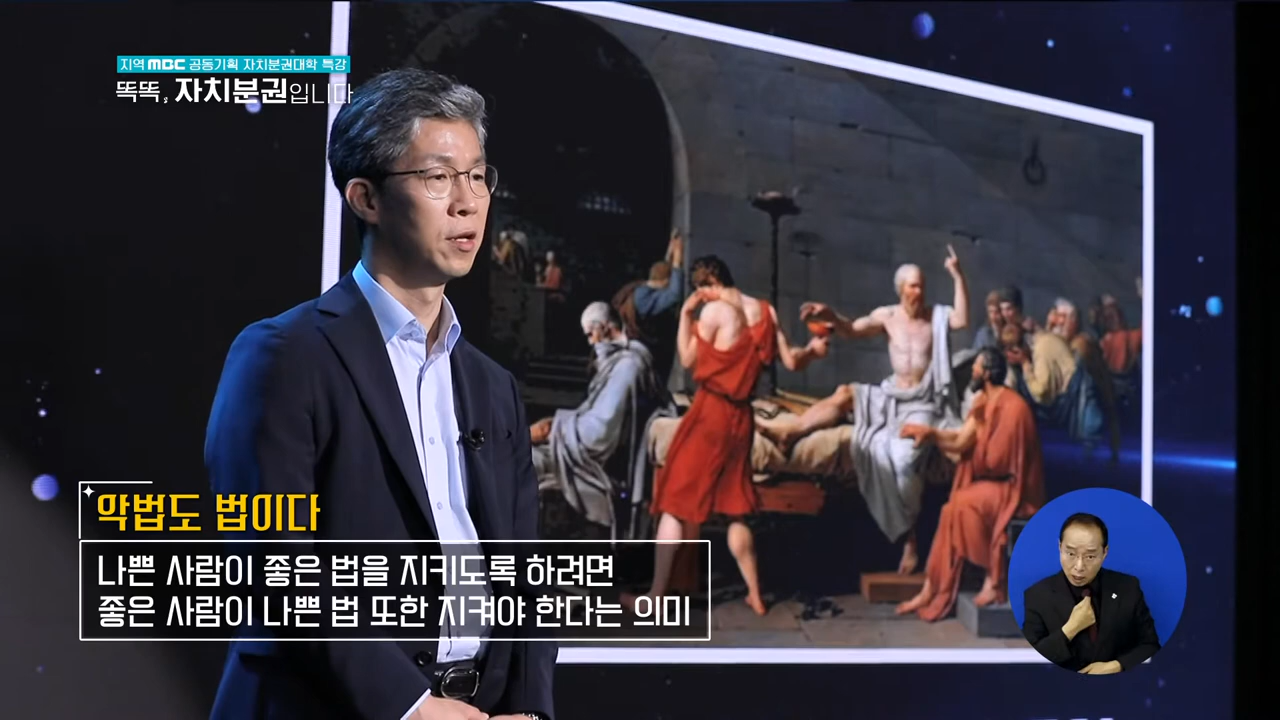 지역 MBC 공동기획 자치분권대학 특강
똑똑, 자치분권입니다
악법도 법이다
나쁜 사람이 좋은 법을 지키도록 하려면
좋은 사람이 나쁜 법 또한 지켜야 한다는 의미